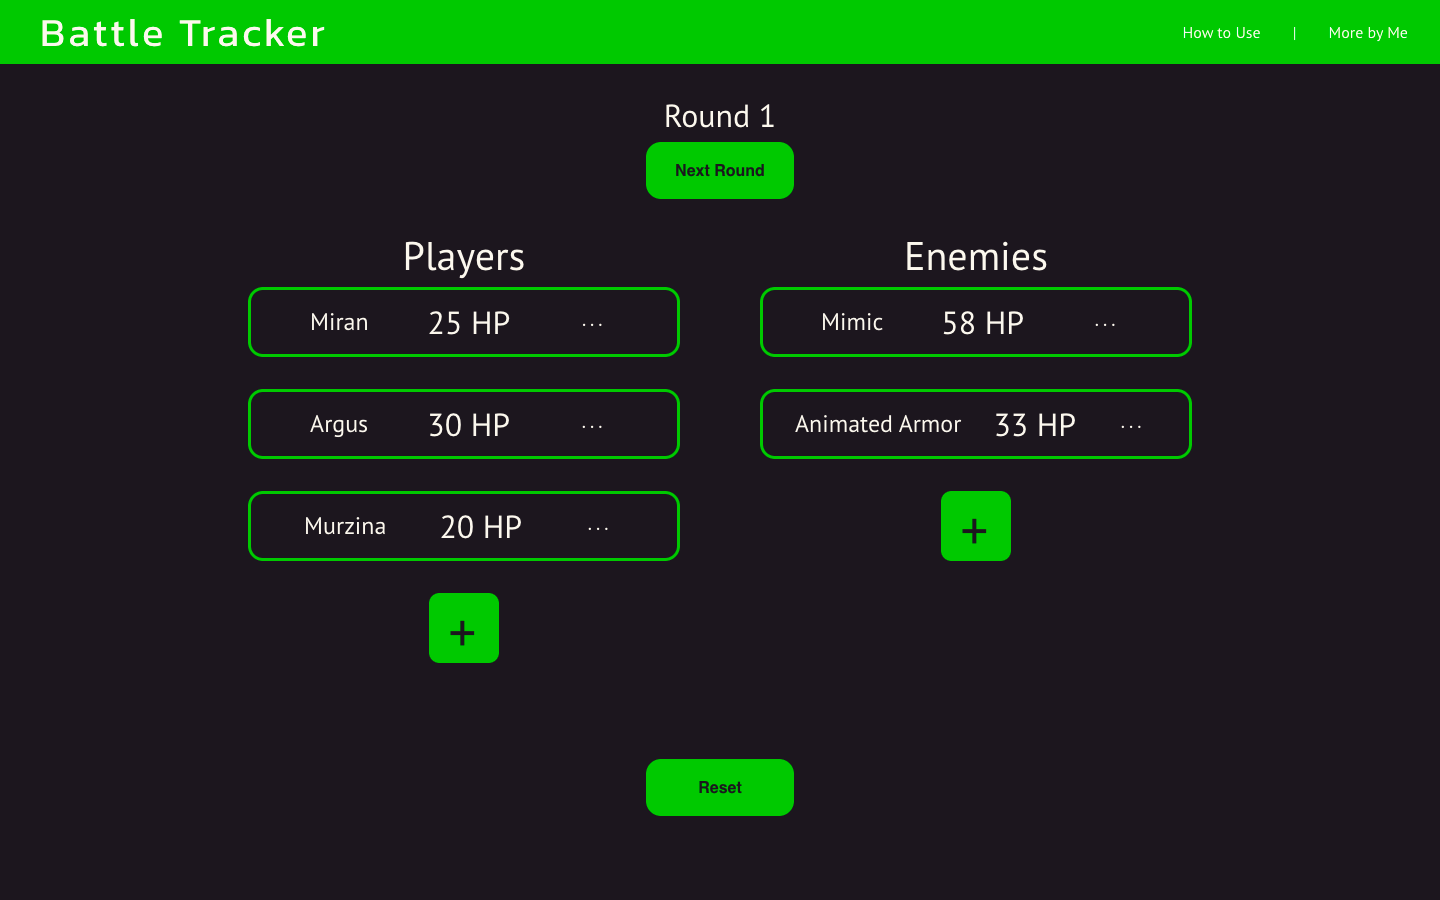 Battle Tracker
How to Use | More by Me
Round 1
Next Round
Players
Miran 25 HP ...
Argus 30 HP ...
Murzina 20 HP ...
+
Enemies
Mimic 58 HP ...
Animated Armor 33 HP ...
+
Reset